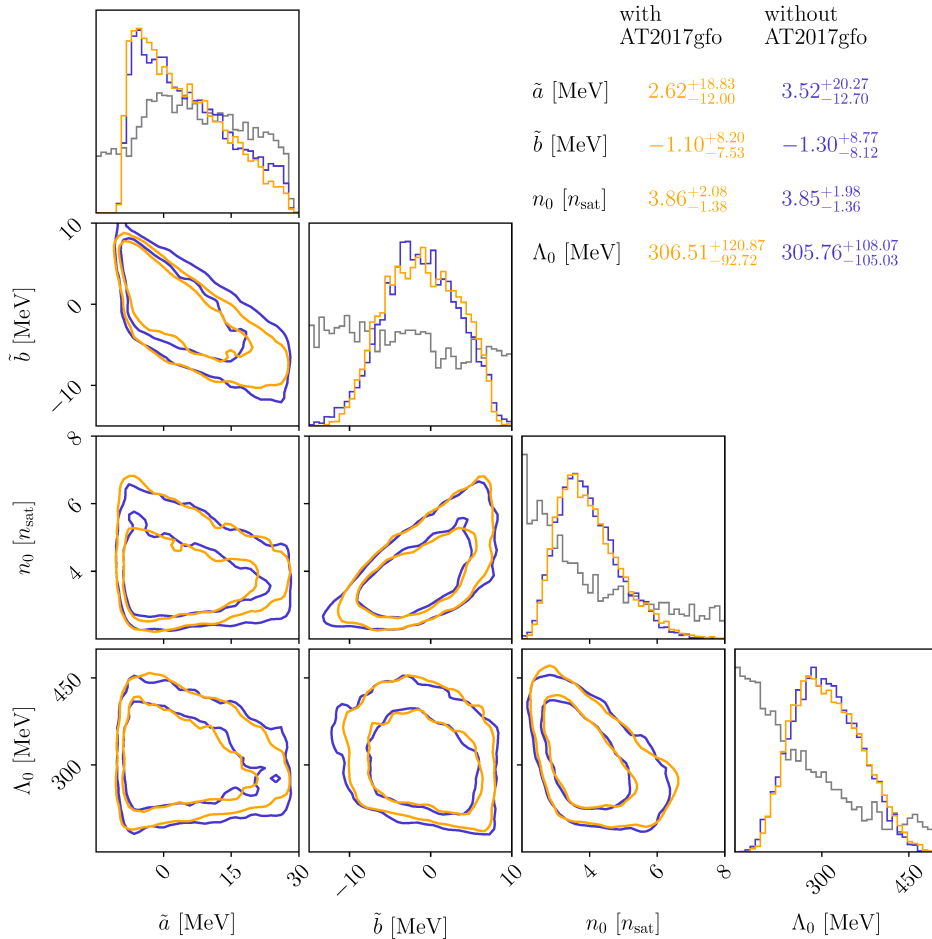 with without
AT2017gfo AT2017gfo
ã [MeV] 2.62 +18.83 −12.00 3.52 +20.27 −12.70
b̃ [MeV] −1.10 +8.20 −7.53 −1.30 +8.77 −8.12
n₀ [n_sat] 3.86 +2.08 −1.38 3.85 +1.98 −1.36
Λ₀ [MeV] 306.51 +120.87 −92.72 305.76 +108.07 −105.03
10
0
−10
b̃ [MeV]
8
6
4
n₀ [n_sat]
450
300
Λ₀ [MeV]
0 15 30 −10 0 10 4 6 8 300 450
ã [MeV] b̃ [MeV] n₀ [n_sat] Λ₀ [MeV]